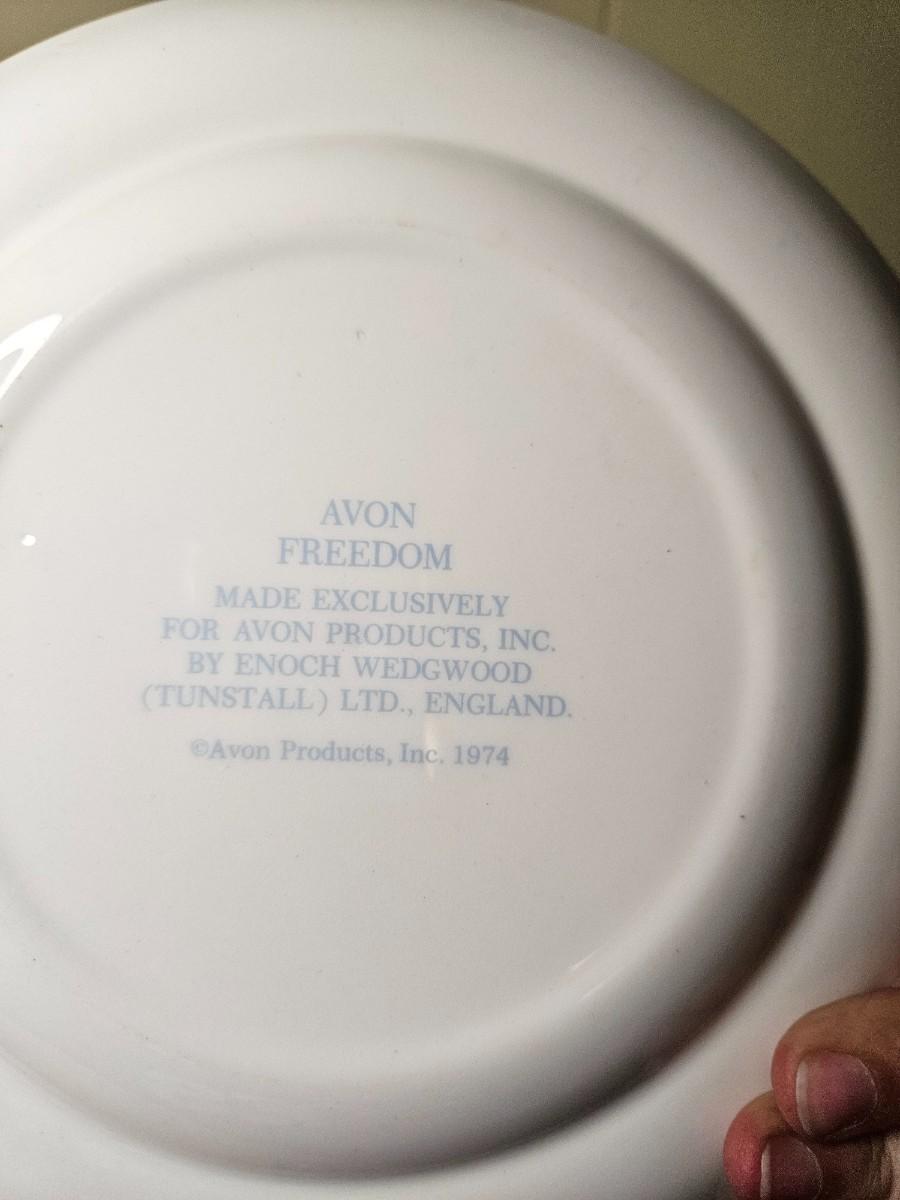 AVON
FREEDOM
MADE EXCLUSIVELY
FOR AVON PRODUCTS, INC.
BY ENOCH WEDGWOOD
(TUNSTALL) LTD., ENGLAND.
©Avon Products, Inc. 1974